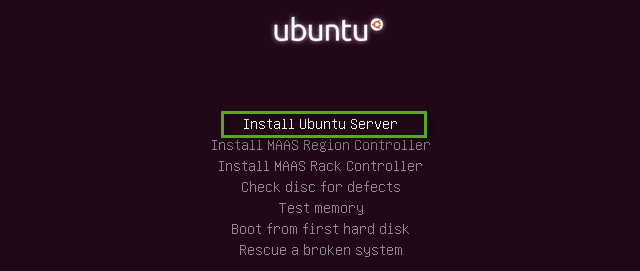 ubuntu
Install Ubuntu Server
Install MAAS Region Controller
Install MAAS Rack Controller
Check disc for defects
Test memory
Boot from first hard disk
Rescue a broken system